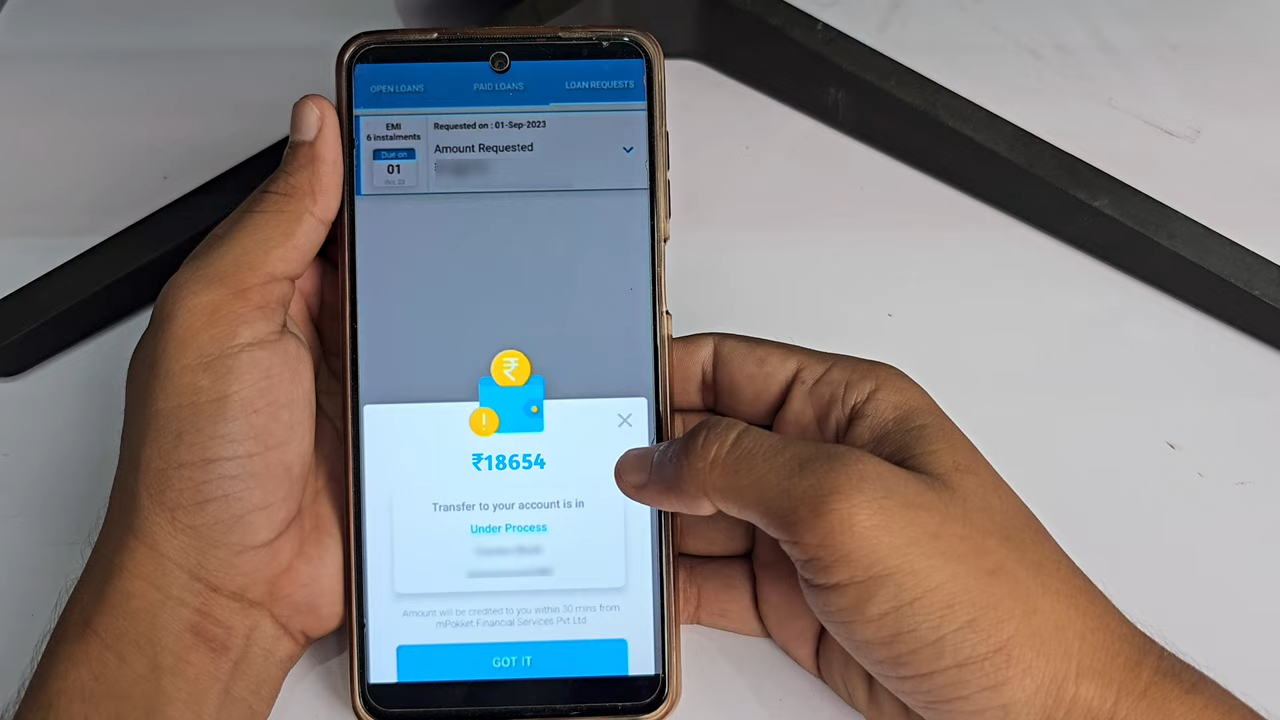 OPEN LOANS
PAID LOANS
LOAN REQUESTS
EMI
6 instalments
Due on
01
Requested on : 01-Sep-2023
Amount Requested
₹
!
₹18654
Transfer to your account is in
Under Process
Amount will be credited to you within 30 mins from
mPokket Financial Services Pvt Ltd
GOT IT